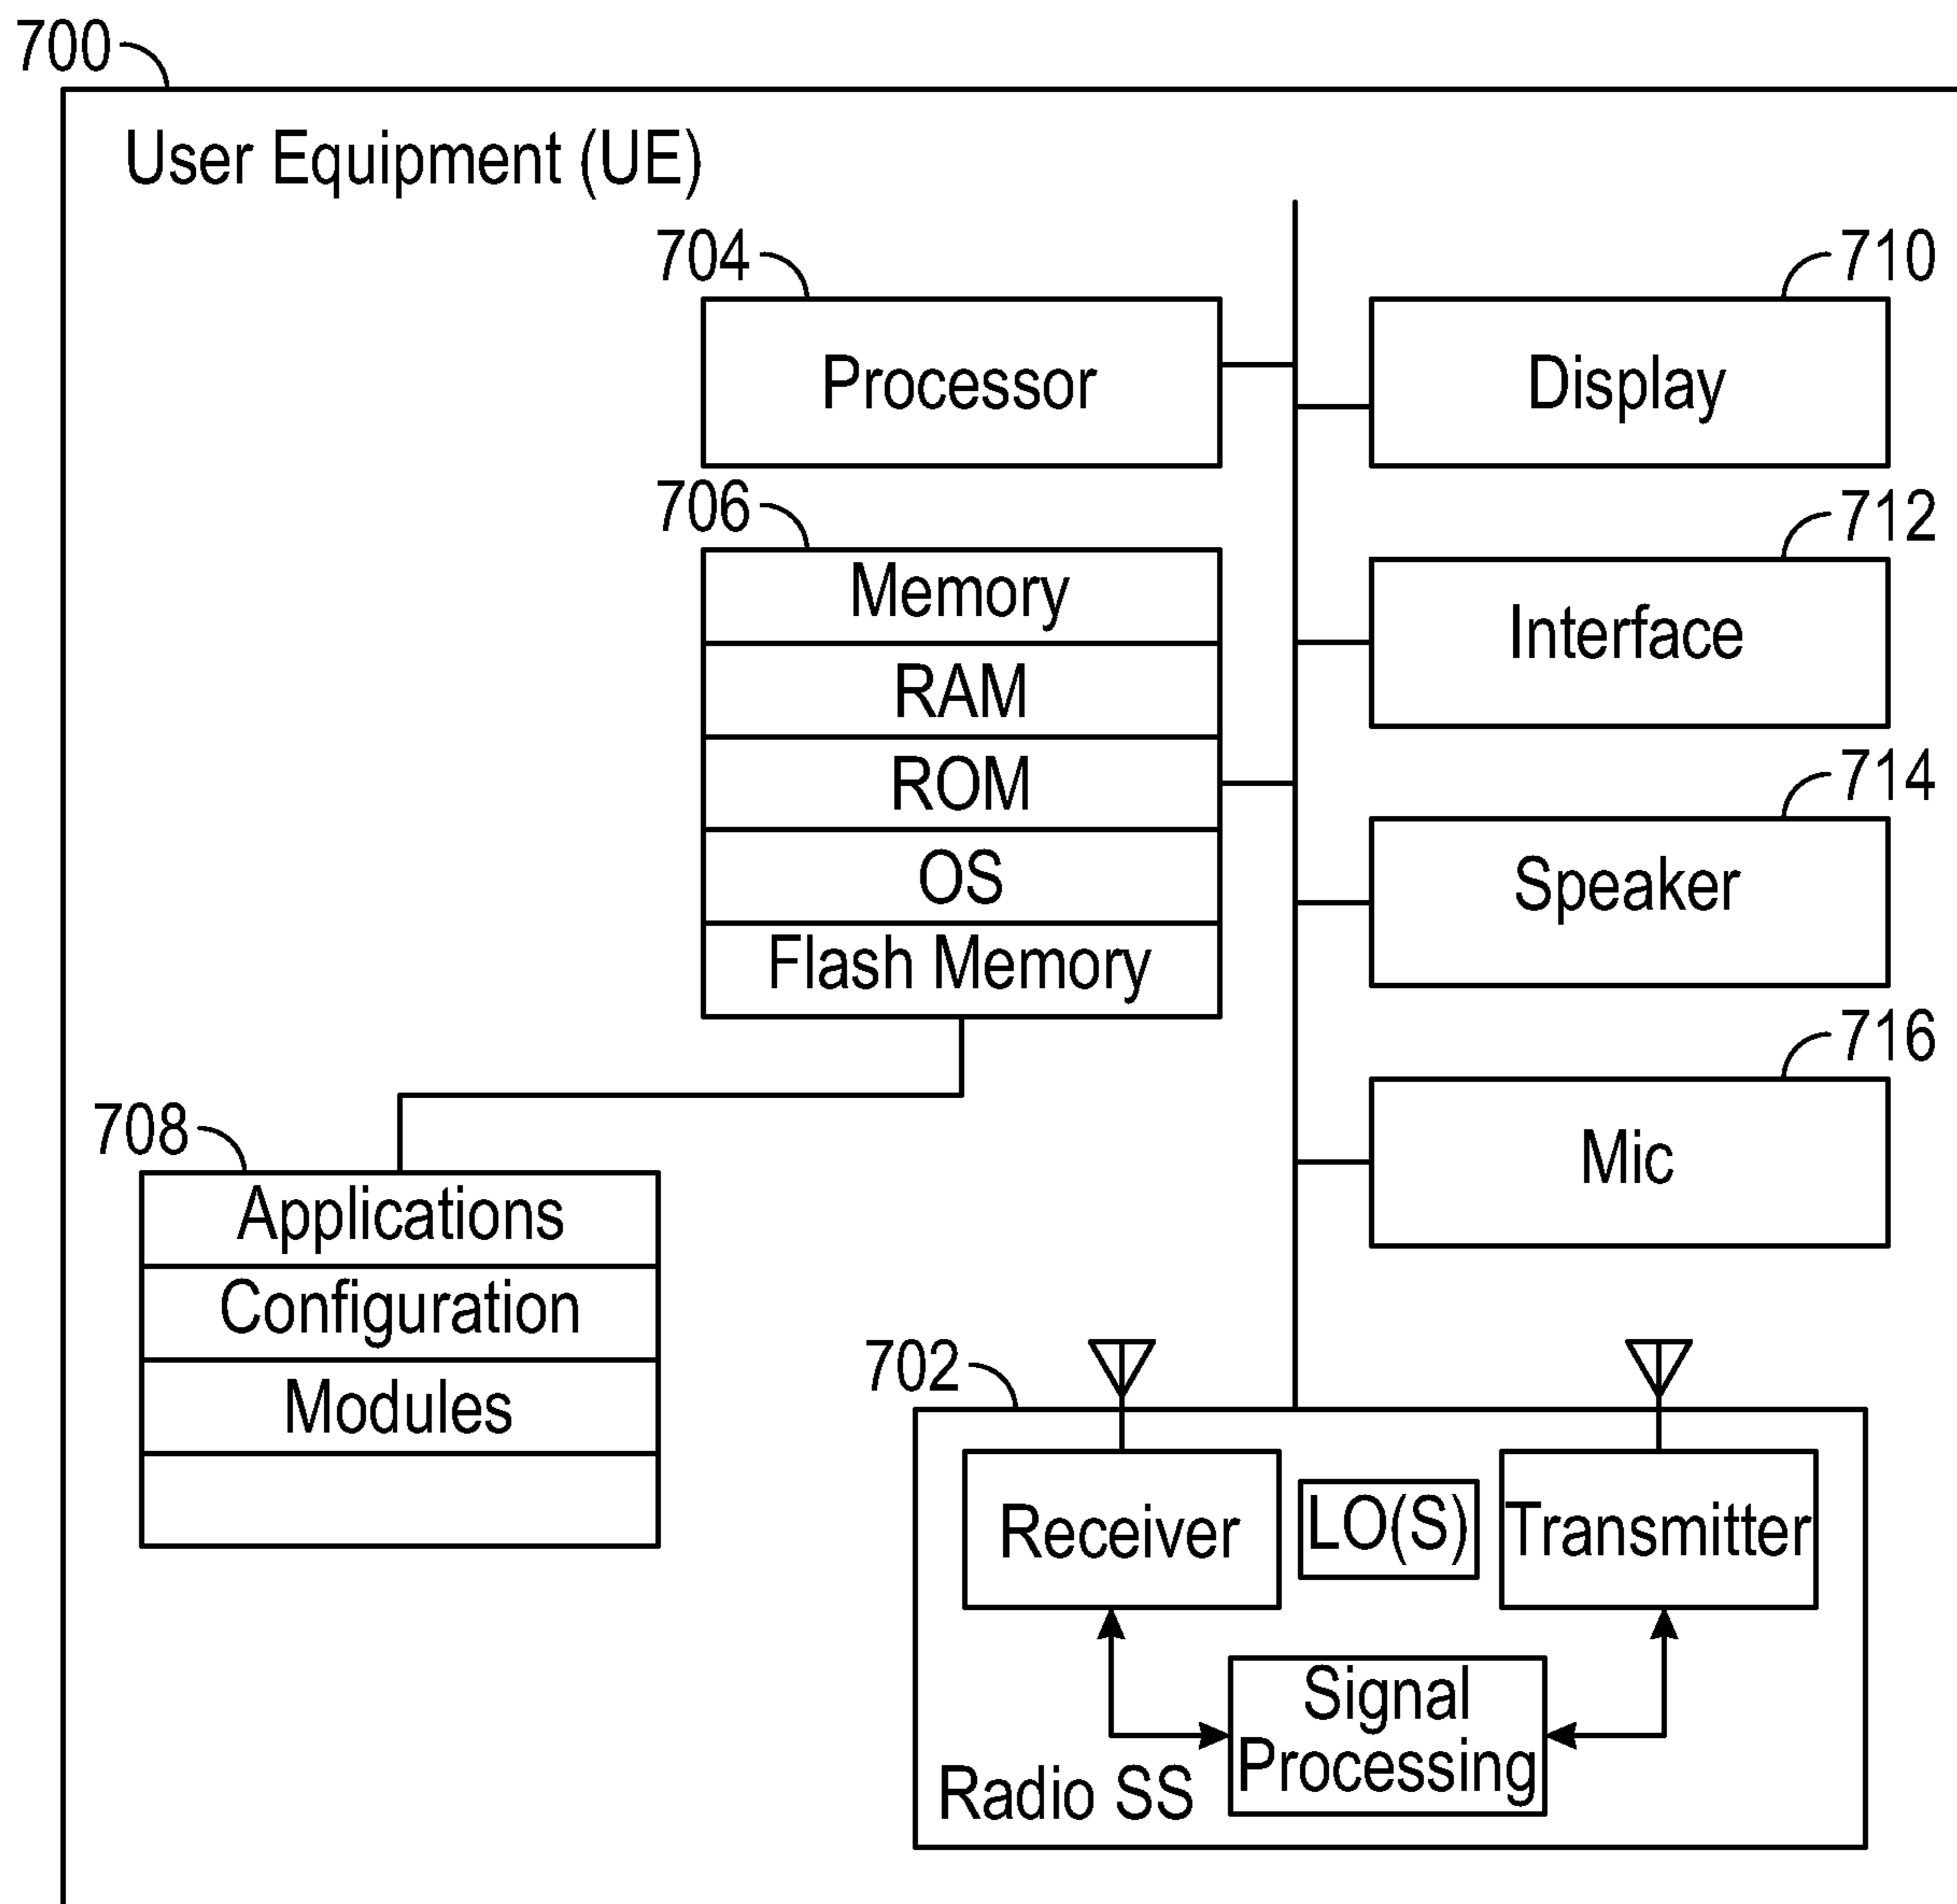 700
User Equipment (UE)
704
Processor
710
Display
706
Memory
RAM
ROM
OS
Flash Memory
712
Interface
714
Speaker
716
Mic
708
Applications
Configuration
Modules
702
Receiver
LO(S)
Transmitter
Signal
Processing
Radio SS